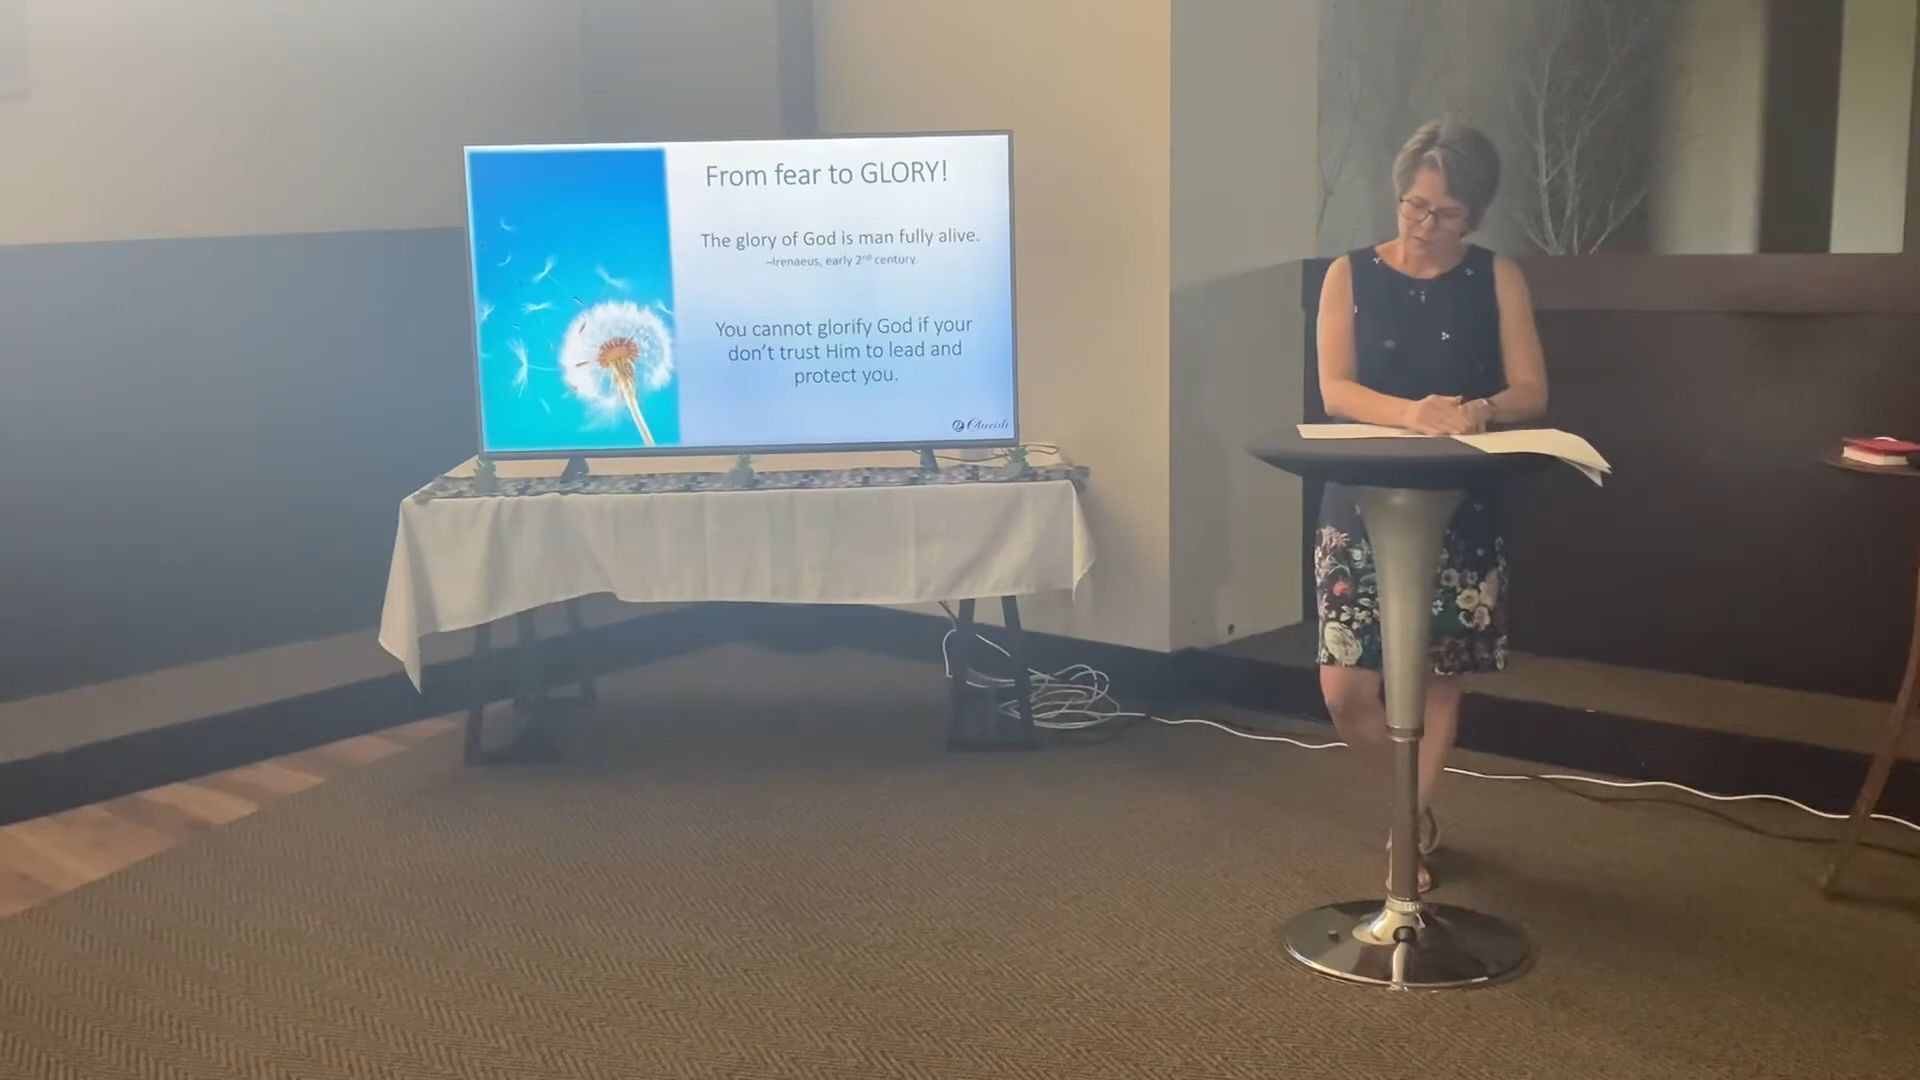 From fear to GLORY!
The glory of God is man fully alive.
–Irenaeus, early 2nd century.
You cannot glorify God if your
don't trust Him to lead and
protect you.
Cherish